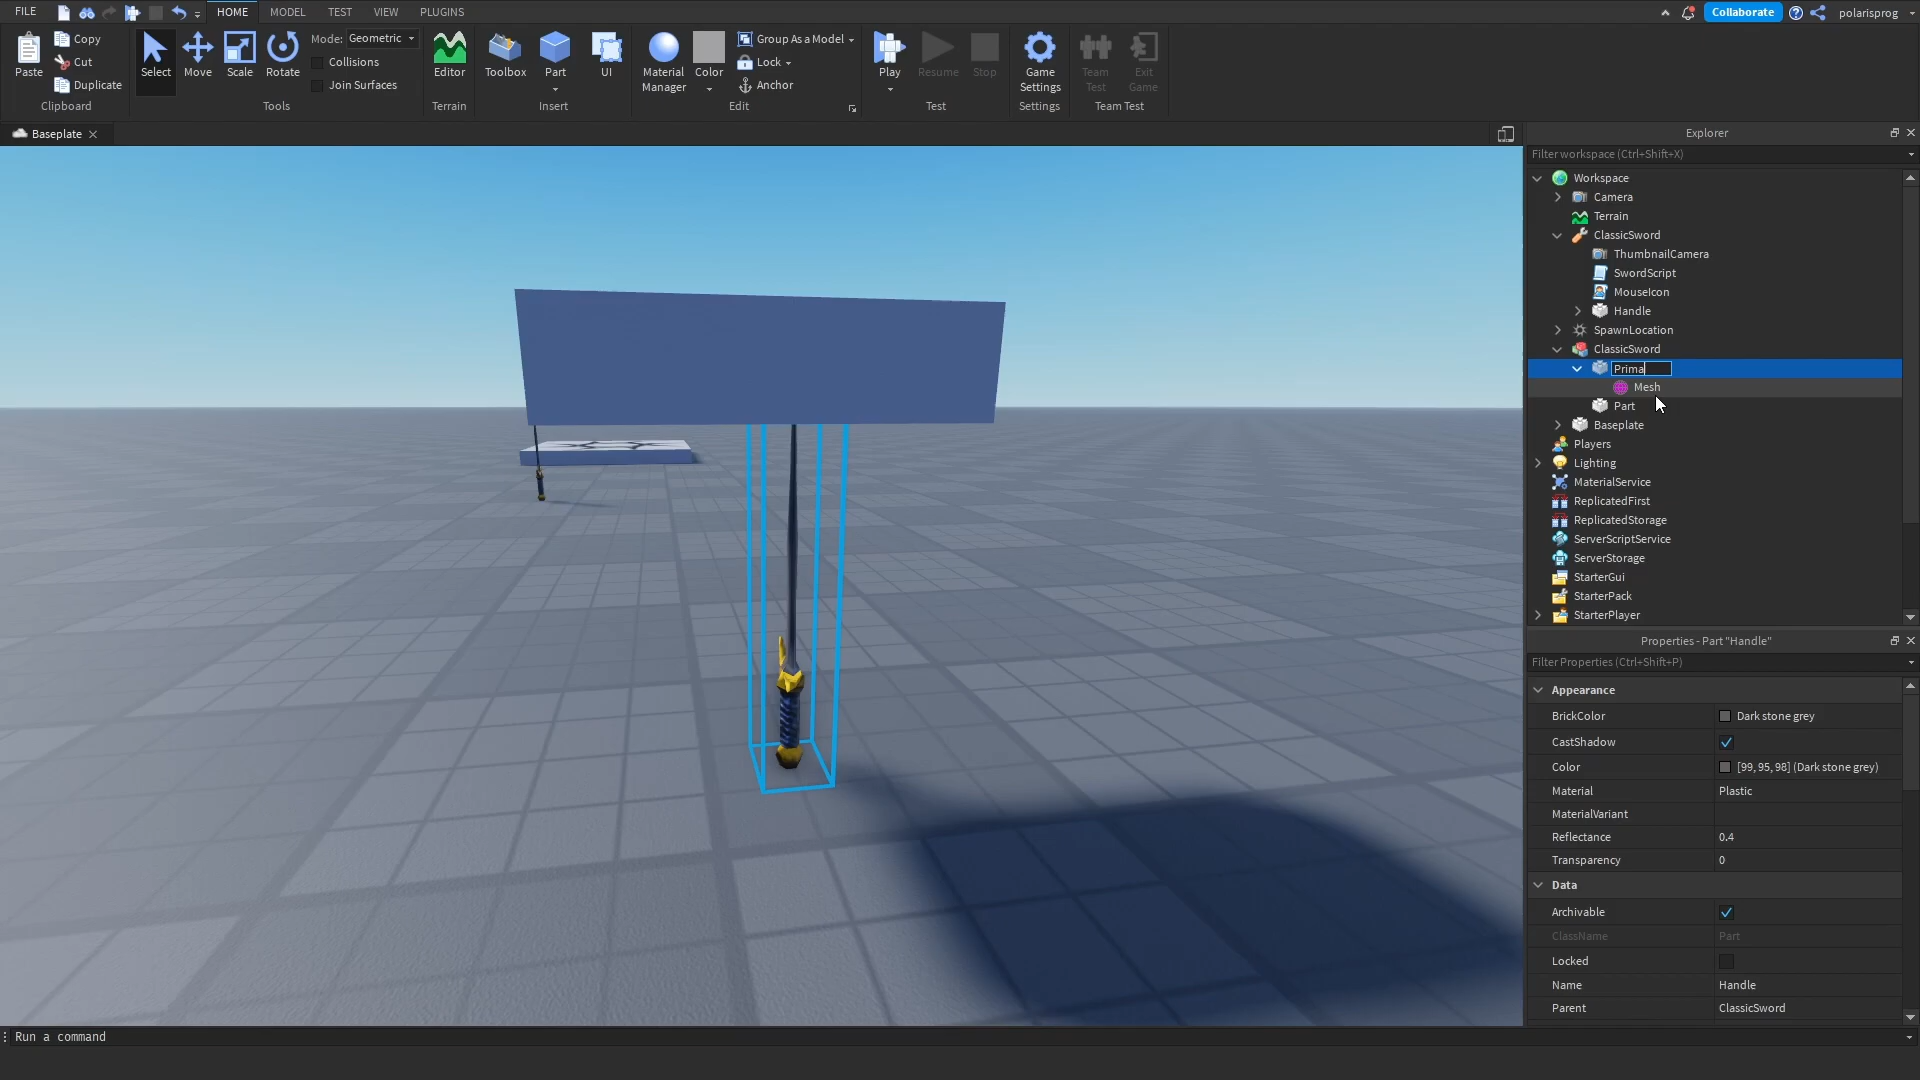 FILE
HOME
MODEL
TEST
VIEW
PLUGINS
Collaborate
polarisprog
Paste
Copy
Cut
Duplicate
Clipboard
Select
Move
Scale
Rotate
Mode: Geometric
Collisions
Join Surfaces
Tools
Editor
Terrain
Toolbox
Part
UI
Insert
Material
Manager
Color
Group As a Model
Lock
Anchor
Edit
Play
Resume
Stop
Test
Game
Settings
Settings
Team
Test
Exit
Game
Team Test
Baseplate
Explorer
Filter workspace (Ctrl+Shift+X)
Workspace
Camera
Terrain
ClassicSword
ThumbnailCamera
SwordScript
MouseIcon
Handle
SpawnLocation
ClassicSword
Prima
Mesh
Part
Baseplate
Players
Lighting
MaterialService
ReplicatedFirst
ReplicatedStorage
ServerScriptService
ServerStorage
StarterGui
StarterPack
StarterPlayer
Properties - Part "Handle"
Filter Properties (Ctrl+Shift+P)
Appearance
BrickColor Dark stone grey
CastShadow
Color [99, 95, 98] (Dark stone grey)
Material Plastic
MaterialVariant
Reflectance 0.4
Transparency 0
Data
Archivable
ClassName Part
Locked
Name Handle
Parent ClassicSword
Run a command